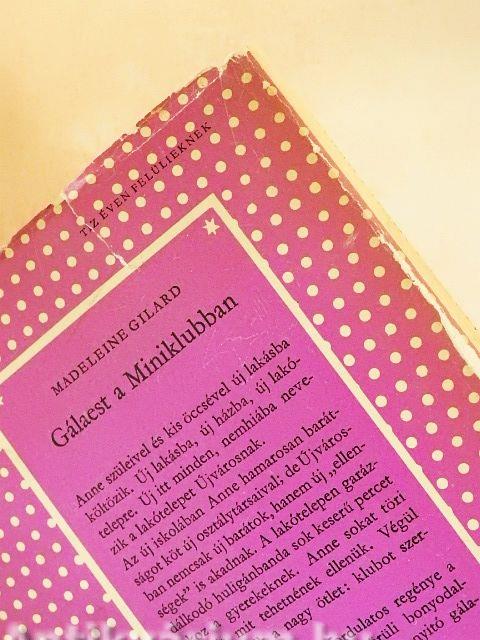 TÍZ ÉVEN FELÜLIEKNEK
MADELEINE GILARD
Gálaest a Miniklubban
Anne szüleivel és kis öccsével új lakásba
költözik. Új lakásba, új házba, új lakó-
telepre. Új itt minden, nemhiába neve-
zik a lakótelepet Újvárosnak.
Az új iskolában Anne hamarosan barát-
ságot köt új osztálytársaival; de Újváros-
ban nemcsak új barátok, hanem új „ellen-
ségek” is akadnak. A lakótelepen garáz-
dálkodó huligánbanda sok keserű percet
a gyerekeknek. Anne sokat töri
mit tehetnének ellenük. Végül
a nagy ötlet: klubot szer-
regénye a
bonyodal-
gála-